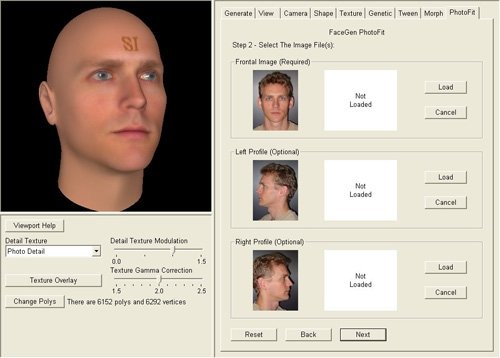 SI
Viewport Help
Detail Texture
Photo Detail
Detail Texture Modulation
0.0 1.0 1.5
Texture Overlay
Texture Gamma Correction
1.5 2.0 2.5
Change Polys There are 6152 polys and 6292 vertices
Generate View Camera Shape Texture Genetic Tween Morph PhotoFit
FaceGen PhotoFit
Step 2 - Select The Image File(s):
Frontal Image (Required)
Not
Loaded
Load
Cancel
Left Profile (Optional)
Not
Loaded
Load
Cancel
Right Profile (Optional)
Not
Loaded
Load
Cancel
Reset Back Next